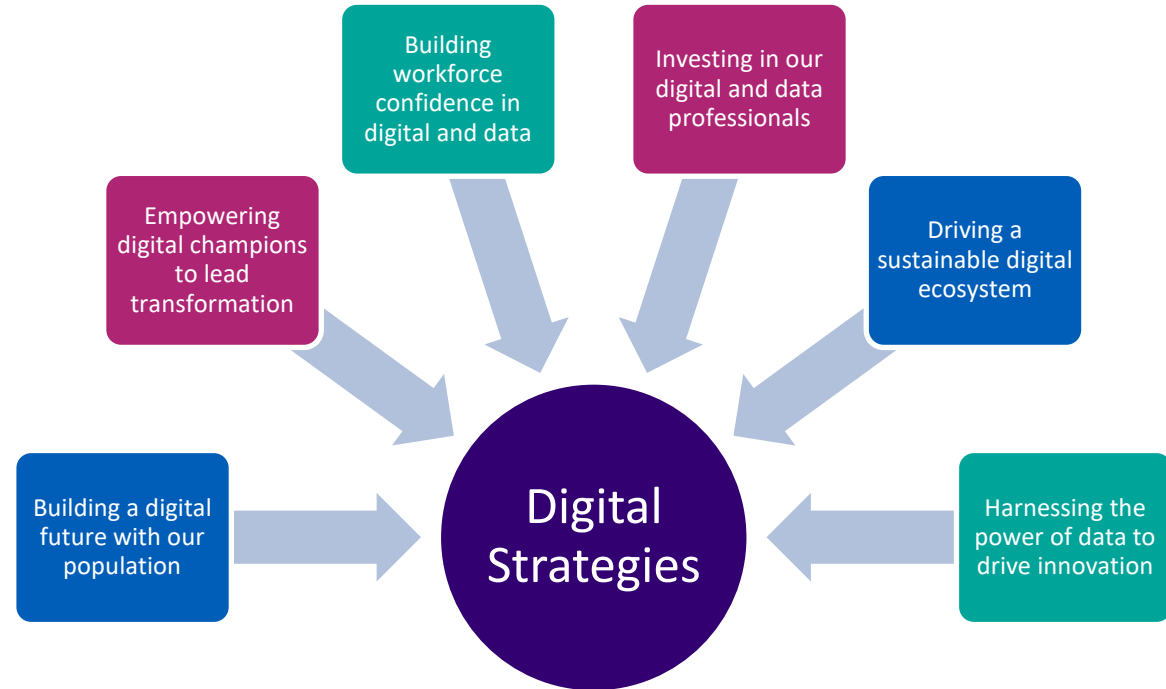 Building
workforce
confidence in
digital and data
Investing in our
digital and data
professionals
Empowering
digital champions
to lead
transformation
Driving a
sustainable digital
ecosystem
Building a digital
future with our
population
Digital
Strategies
Harnessing the
power of data to
drive innovation